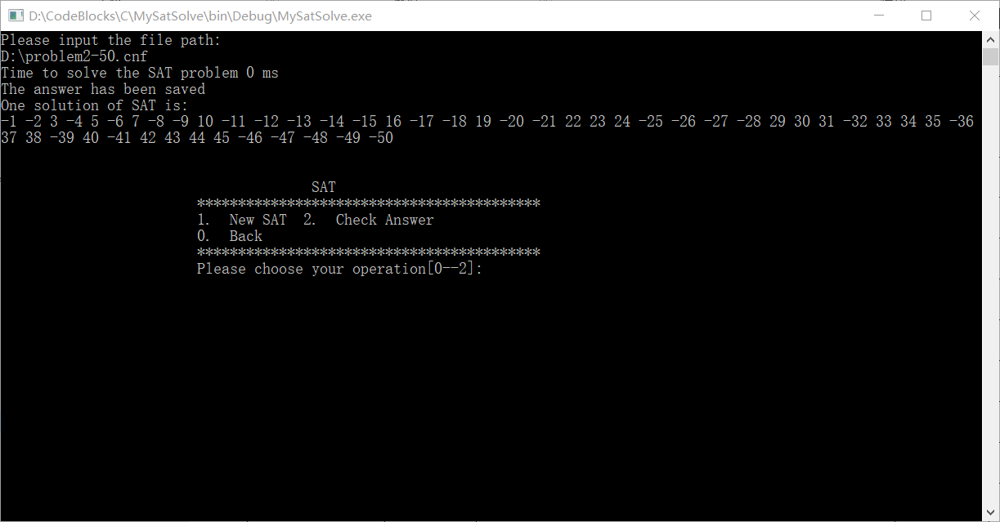 D:\CodeBlocks\C\MySatSolve\bin\Debug\MySatSolve.exe
Please input the file path:
D:\problem2-50.cnf
Time to solve the SAT problem 0 ms
The answer has been saved
One solution of SAT is:
-1 -2 3 -4 5 -6 7 -8 -9 10 -11 -12 -13 -14 -15 16 -17 -18 19 -20 -21 22 23 24 -25 -26 -27 -28 29 30 31 -32 33 34 35 -36
37 38 -39 40 -41 42 43 44 45 -46 -47 -48 -49 -50
SAT
******************************************
1.  New SAT  2.  Check Answer
0.  Back
******************************************
Please choose your operation[0--2]: